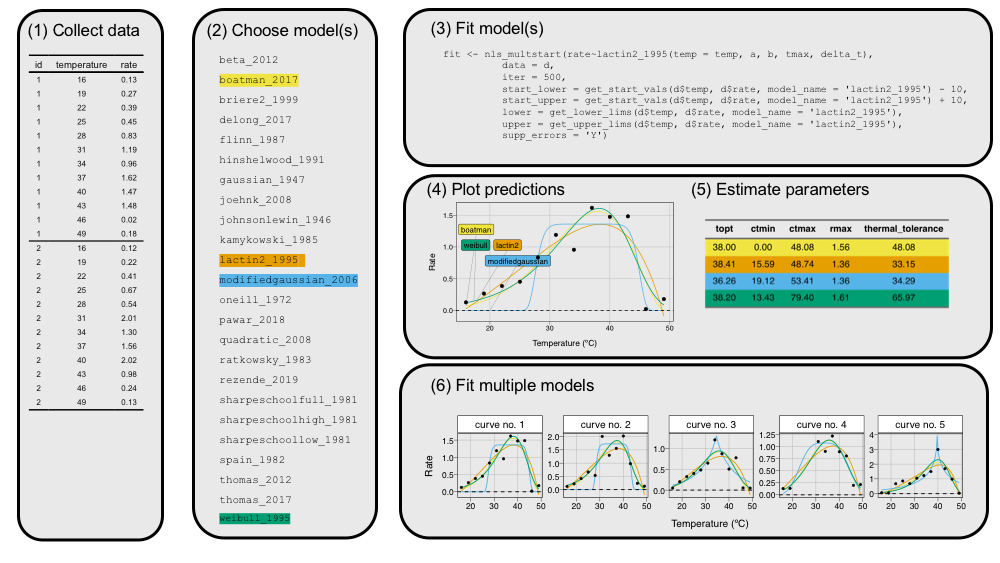 (1) Collect data
id temperature rate
1 16 0.13
1 19 0.27
1 22 0.39
1 25 0.45
1 28 0.83
1 31 1.19
1 34 0.96
1 37 1.62
1 40 1.47
1 43 1.48
1 46 0.02
1 49 0.18
2 16 0.12
2 19 0.22
2 22 0.41
2 25 0.67
2 28 0.54
2 31 2.01
2 34 1.30
2 37 1.56
2 40 2.02
2 43 0.98
2 46 0.24
2 49 0.13
(2) Choose model(s)
beta_2012
boatman_2017
briere2_1999
delong_2017
flinn_1987
hinshelwood_1991
gaussian_1947
joehnk_2008
johnsonlewin_1946
kamykowski_1985
lactin2_1995
modifiedgaussian_2006
oneill_1972
pawar_2018
quadratic_2008
ratkowsky_1983
rezende_2019
sharpeschoolfull_1981
sharpeschoolhigh_1981
sharpeschoollow_1981
spain_1982
thomas_2012
thomas_2017
weibull_1995
(3) Fit model(s)
fit <- nls_multstart(rate~lactin2_1995(temp = temp, a, b, tmax, delta_t),
data = d,
iter = 500,
start_lower = get_start_vals(d$temp, d$rate, model_name = 'lactin2_1995') - 10,
start_upper = get_start_vals(d$temp, d$rate, model_name = 'lactin2_1995') + 10,
lower = get_lower_lims(d$temp, d$rate, model_name = 'lactin2_1995'),
upper = get_upper_lims(d$temp, d$rate, model_name = 'lactin2_1995'),
supp_errors = 'Y')
(4) Plot predictions
1.5
1.0
0.5
0.0
Rate
boatman
weibull lactin2
modifiedgaussian
20 30 40 50
Temperature (ºC)
(5) Estimate parameters
topt ctmin ctmax rmax thermal_tolerance
38.00 0.00 48.08 1.56 48.08
38.41 15.59 48.74 1.36 33.15
36.26 19.12 53.41 1.36 34.29
38.20 13.43 79.40 1.61 65.97
(6) Fit multiple models
Rate
curve no. 1
1.5
1.0
0.5
0.0
20 30 40 50
curve no. 2
2.0
1.5
1.0
0.5
0.0
20 30 40 50
curve no. 3
1.0
0.5
0.0
20 30 40 50
curve no. 4
1.25
1.00
0.75
0.50
0.25
0.00
20 30 40 50
curve no. 5
4
3
2
1
0
20 30 40 50
Temperature (ºC)